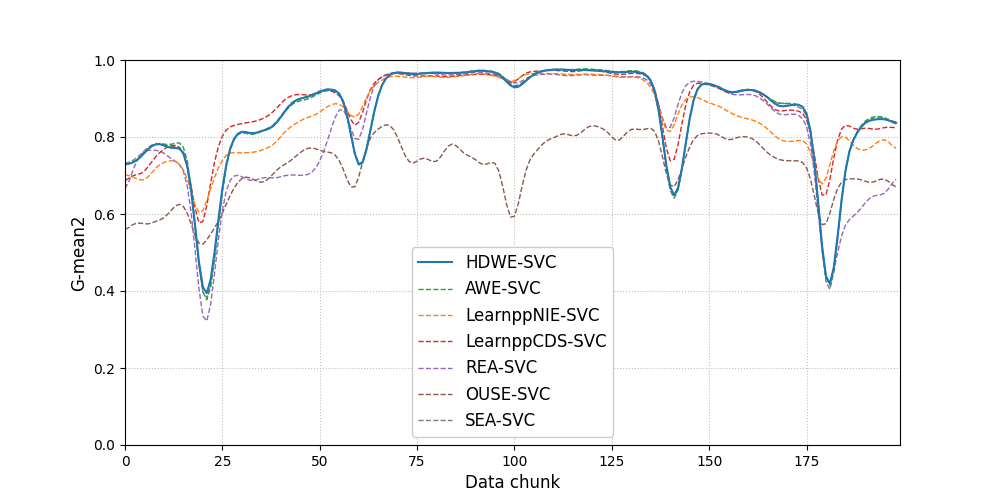 1.0
0.8
0.6
0.4
0.2
0.0
G-mean2
HDWE-SVC
AWE-SVC
LearnppNIE-SVC
LearnppCDS-SVC
REA-SVC
OUSE-SVC
SEA-SVC
0 25 50 75 100 125 150 175
Data chunk